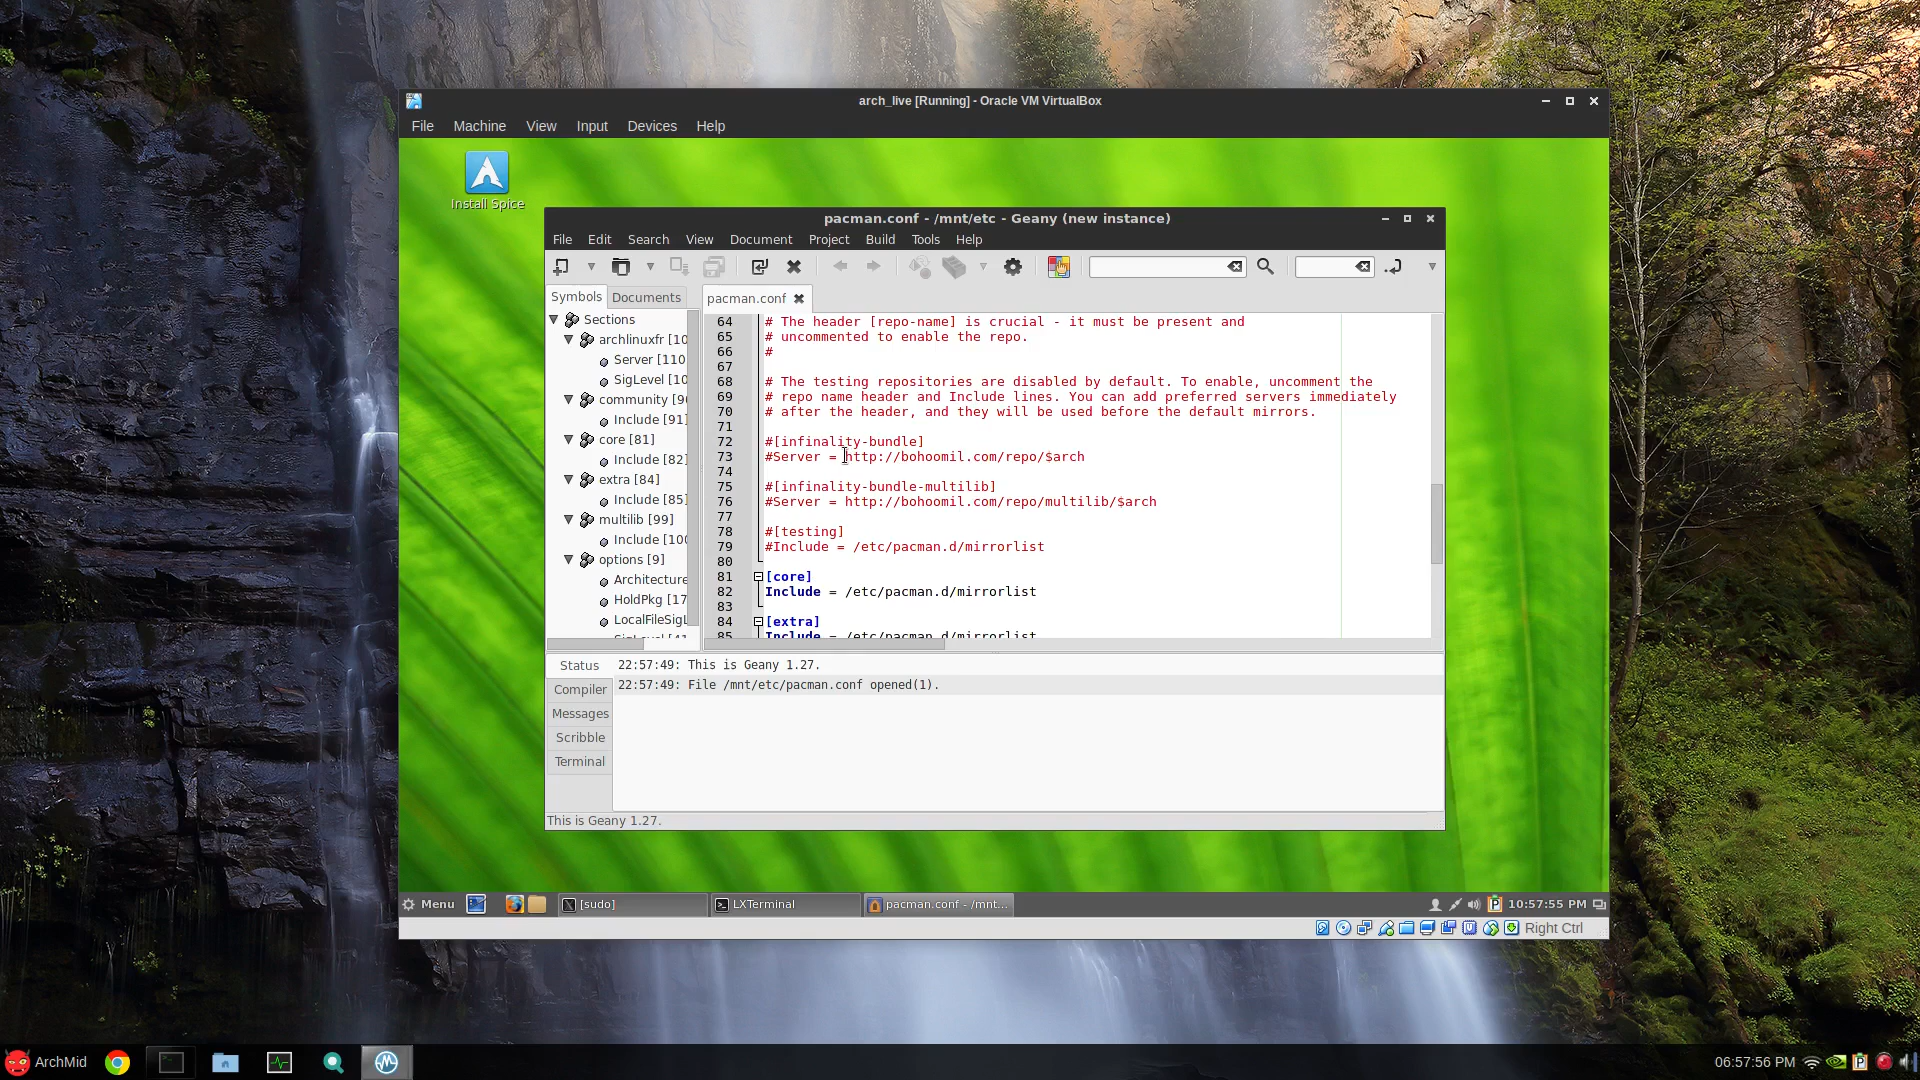 arch_live [Running] - Oracle VM VirtualBox
File Machine View Input Devices Help
Install Spice
pacman.conf - /mnt/etc - Geany (new instance)
File Edit Search View Document Project Build Tools Help
Symbols Documents
pacman.conf
Sections
archlinuxfr [10
Server [110
SigLevel [10
community [90
Include [91]
core [81]
Include [82]
extra [84]
Include [85]
multilib [99]
Include [100
options [9]
Architecture
HoldPkg [17
LocalFileSigL
64 # The header [repo-name] is crucial - it must be present and
65 # uncommented to enable the repo.
66 #
67
68 # The testing repositories are disabled by default. To enable, uncomment the
69 # repo name header and Include lines. You can add preferred servers immediately
70 # after the header, and they will be used before the default mirrors.
71
72 #[infinality-bundle]
73 #Server = http://bohoomil.com/repo/$arch
74
75 #[infinality-bundle-multilib]
76 #Server = http://bohoomil.com/repo/multilib/$arch
77
78 #[testing]
79 #Include = /etc/pacman.d/mirrorlist
80
81 [core]
82 Include = /etc/pacman.d/mirrorlist
83
84 [extra]
85 Include = /etc/pacman.d/mirrorlist
Status
Compiler
Messages
Scribble
Terminal
22:57:49: This is Geany 1.27.
22:57:49: File /mnt/etc/pacman.conf opened(1).
This is Geany 1.27.
Menu [sudo] LXTerminal pacman.conf - /mnt... 10:57:55 PM
Right Ctrl
ArchMid 06:57:56 PM